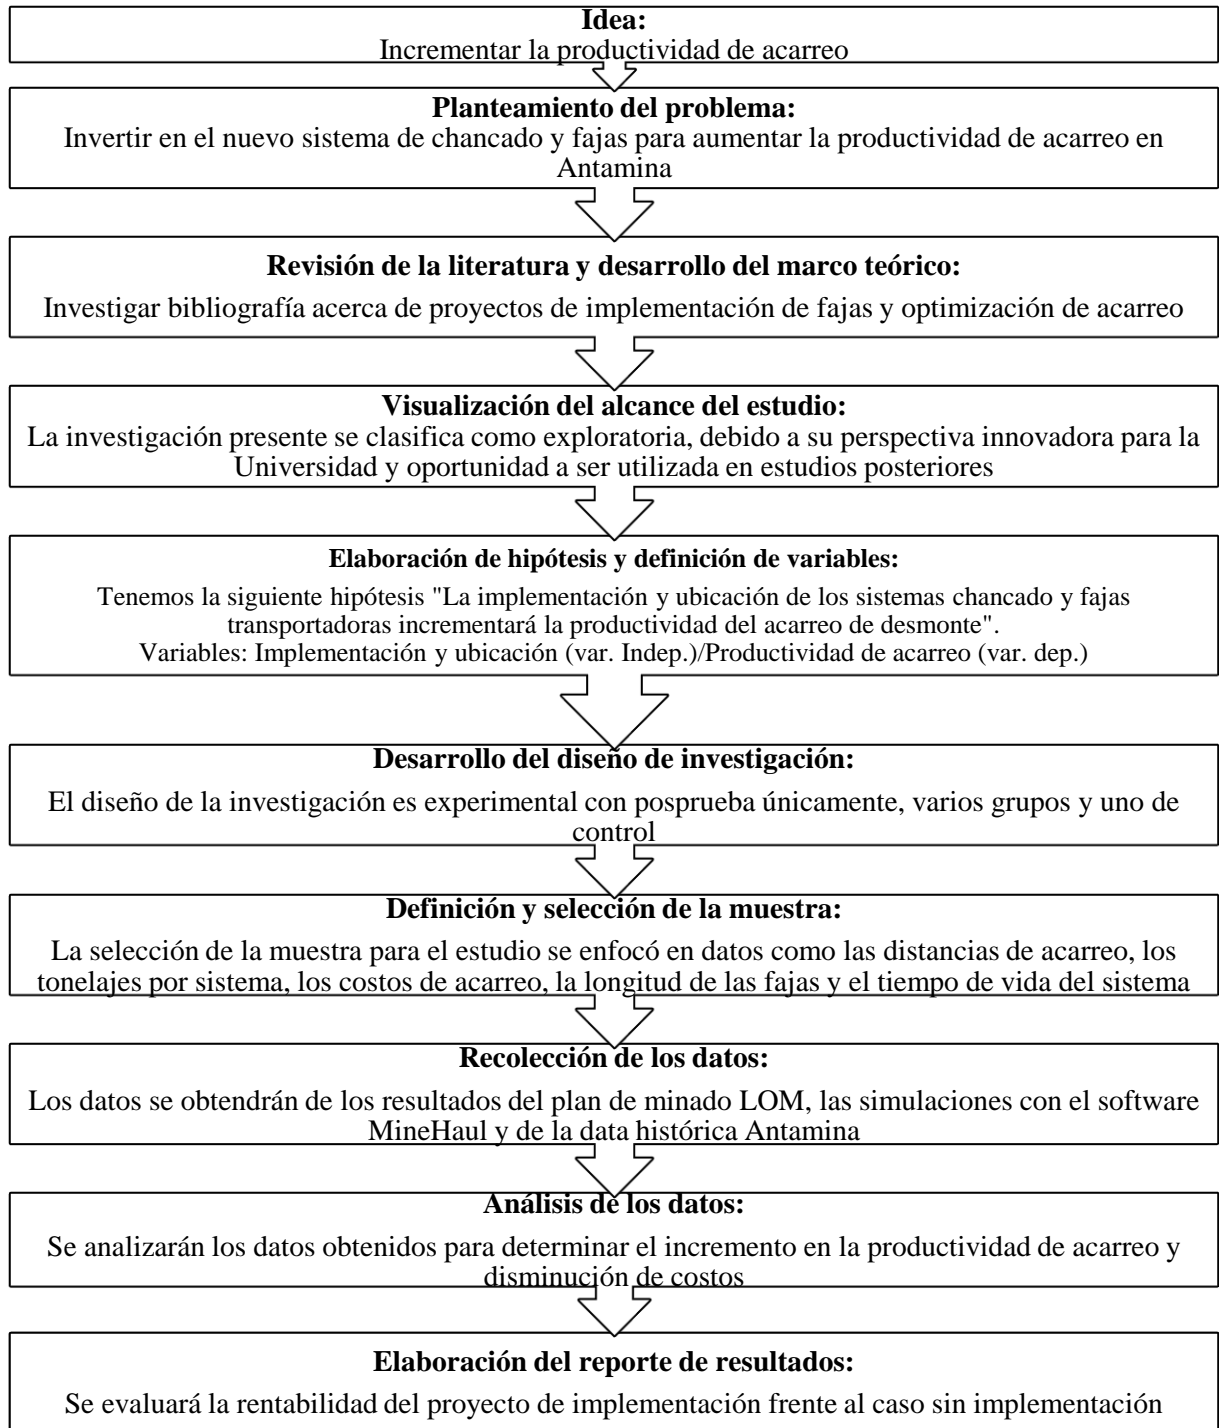 Idea:
Incrementar la productividad de acarreo
Planteamiento del problema:
Invertir en el nuevo sistema de chancado y fajas para aumentar la productividad de acarreo en
Antamina
Revisión de la literatura y desarrollo del marco teórico:
Investigar bibliografía acerca de proyectos de implementación de fajas y optimización de acarreo
Visualización del alcance del estudio:
La investigación presente se clasifica como exploratoria, debido a su perspectiva innovadora para la
Universidad y oportunidad a ser utilizada en estudios posteriores
Elaboración de hipótesis y definición de variables:
Tenemos la siguiente hipótesis "La implementación y ubicación de los sistemas chancado y fajas
transportadoras incrementará la productividad del acarreo de desmonte".
Variables: Implementación y ubicación (var. Indep.)/Productividad de acarreo (var. dep.)
Desarrollo del diseño de investigación:
El diseño de la investigación es experimental con posprueba únicamente, varios grupos y uno de
control
Definición y selección de la muestra:
La selección de la muestra para el estudio se enfocó en datos como las distancias de acarreo, los
tonelajes por sistema, los costos de acarreo, la longitud de las fajas y el tiempo de vida del sistema
Recolección de los datos:
Los datos se obtendrán de los resultados del plan de minado LOM, las simulaciones con el software
MineHaul y de la data histórica Antamina
Análisis de los datos:
Se analizarán los datos obtenidos para determinar el incremento en la productividad de acarreo y
disminución de costos
Elaboración del reporte de resultados:
Se evaluará la rentabilidad del proyecto de implementación frente al caso sin implementación